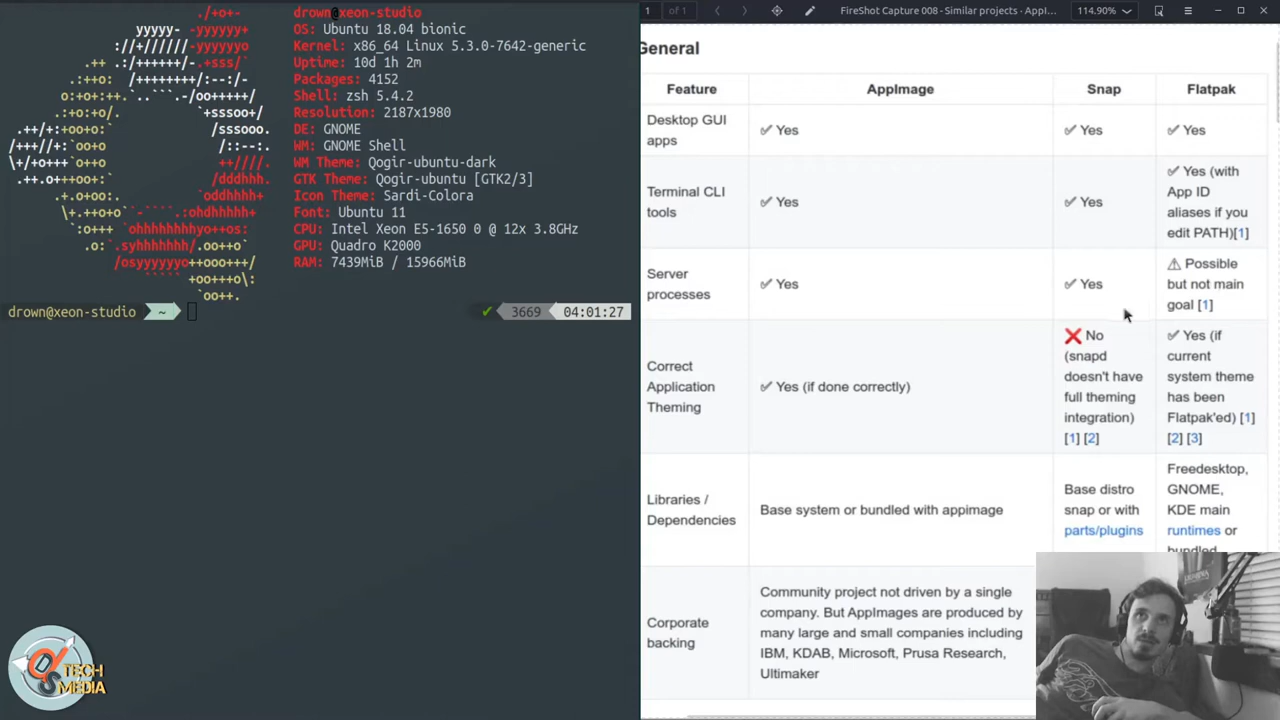 drown@xeon-studio
OS: Ubuntu 18.04 bionic
Kernel: x86_64 Linux 5.3.0-7642-generic
Uptime: 10d 1h 2m
Packages: 4152
Shell: zsh 5.4.2
Resolution: 2187x1980
DE: GNOME
WM: GNOME Shell
WM Theme: Qogir-ubuntu-dark
GTK Theme: Qogir-ubuntu [GTK2/3]
Icon Theme: Sardi-Colora
Font: Ubuntu 11
CPU: Intel Xeon E5-1650 0 @ 12x 3.8GHz
GPU: Quadro K2000
RAM: 7439MiB / 15966MiB
drown@xeon-studio ~ ✔ 3669 04:01:27
TECH
MEDIA
1 of 1 FireShot Capture 008 - Similar projects - AppI... 114.90%
General
Feature AppImage Snap Flatpak
Desktop GUI
apps
✅ Yes
✅ Yes
✅ Yes
Terminal CLI
tools
✅ Yes
✅ Yes
✅ Yes (with
App ID
aliases if you
edit PATH)[1]
Server
processes
✅ Yes
✅ Yes
⚠ Possible
but not main
goal [1]
Correct
Application
Theming
✅ Yes (if done correctly)
❌ No
(snapd
doesn't have
full theming
integration)
[1] [2]
✅ Yes (if
current
system theme
has been
Flatpak'ed) [1]
[2] [3]
Libraries /
Dependencies
Base system or bundled with appimage
Base distro
snap or with
parts/plugins
Freedesktop,
GNOME,
KDE main
runtimes or
bundled
Corporate
backing
Community project not driven by a single
company. But AppImages are produced by
many large and small companies including
IBM, KDAB, Microsoft, Prusa Research,
Ultimaker